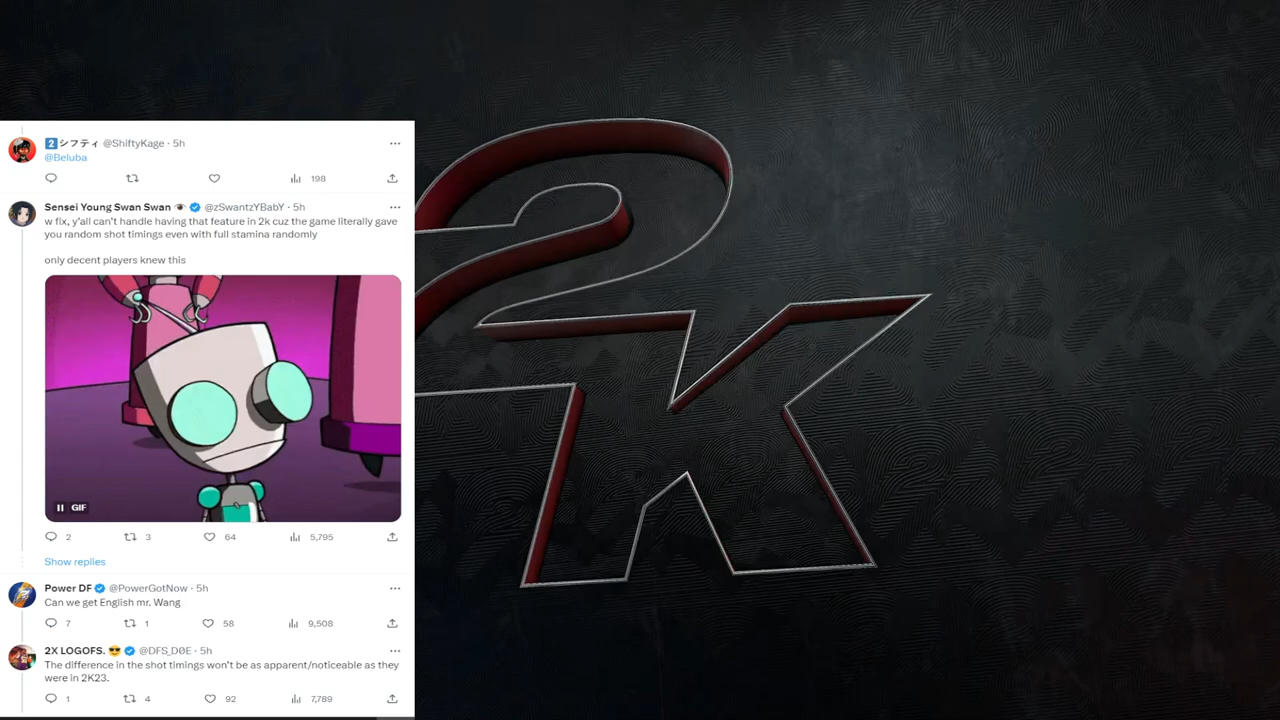 2 シフティ @ShiftyKage · 5h
@Beluba
198
Sensei Young Swan Swan 👁 @zSwantzYBabY · 5h
w fix, y'all can't handle having that feature in 2k cuz the game literally gave
you random shot timings even with full stamina randomly
only decent players knew this
GIF
2 3 64 5,795
Show replies
Power DF @PowerGotNow · 5h
Can we get English mr. Wang
7 1 58 9,508
2X LOGOFS. 😎 @DFS_DØE · 5h
The difference in the shot timings won't be as apparent/noticeable as they
were in 2K23.
1 4 92 7,789
2K